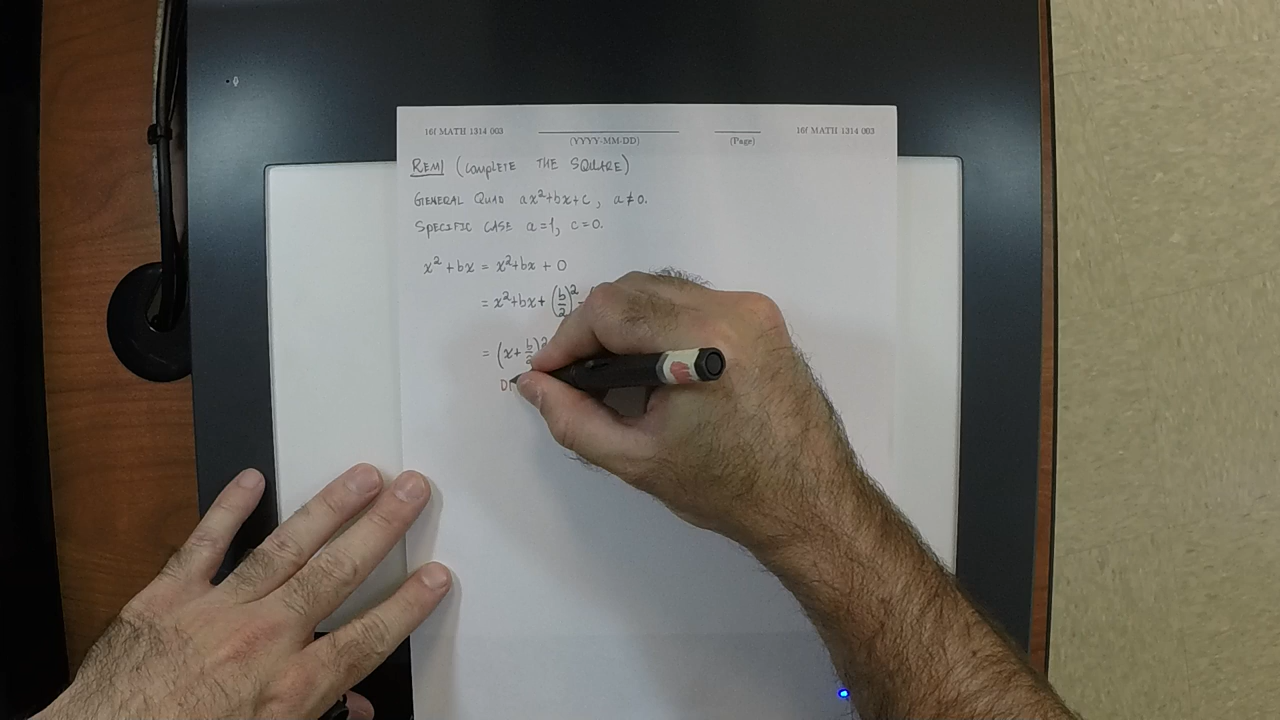 16f MATH 1314 003 (YYYY-MM-DD) (Page) 16f MATH 1314 003
REM (COMPLETE THE SQUARE)
GENERAL QUAD ax²+bx+c, a≠0.
SPECIFIC CASE a=1, c=0.
x²+bx = x²+bx+0
= x²+bx+(b/2)²-
= (x+b/2)²